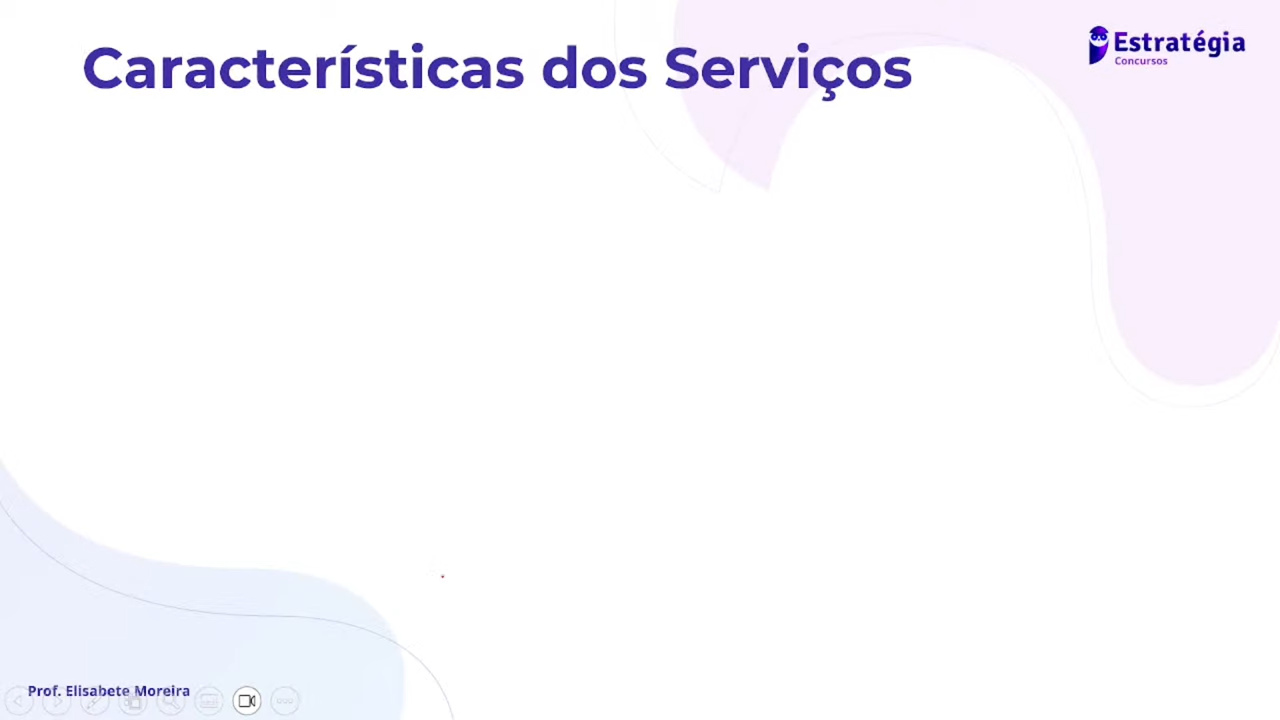 Características dos Serviços
Estratégia
Concursos
Prof. Elisabete Moreira